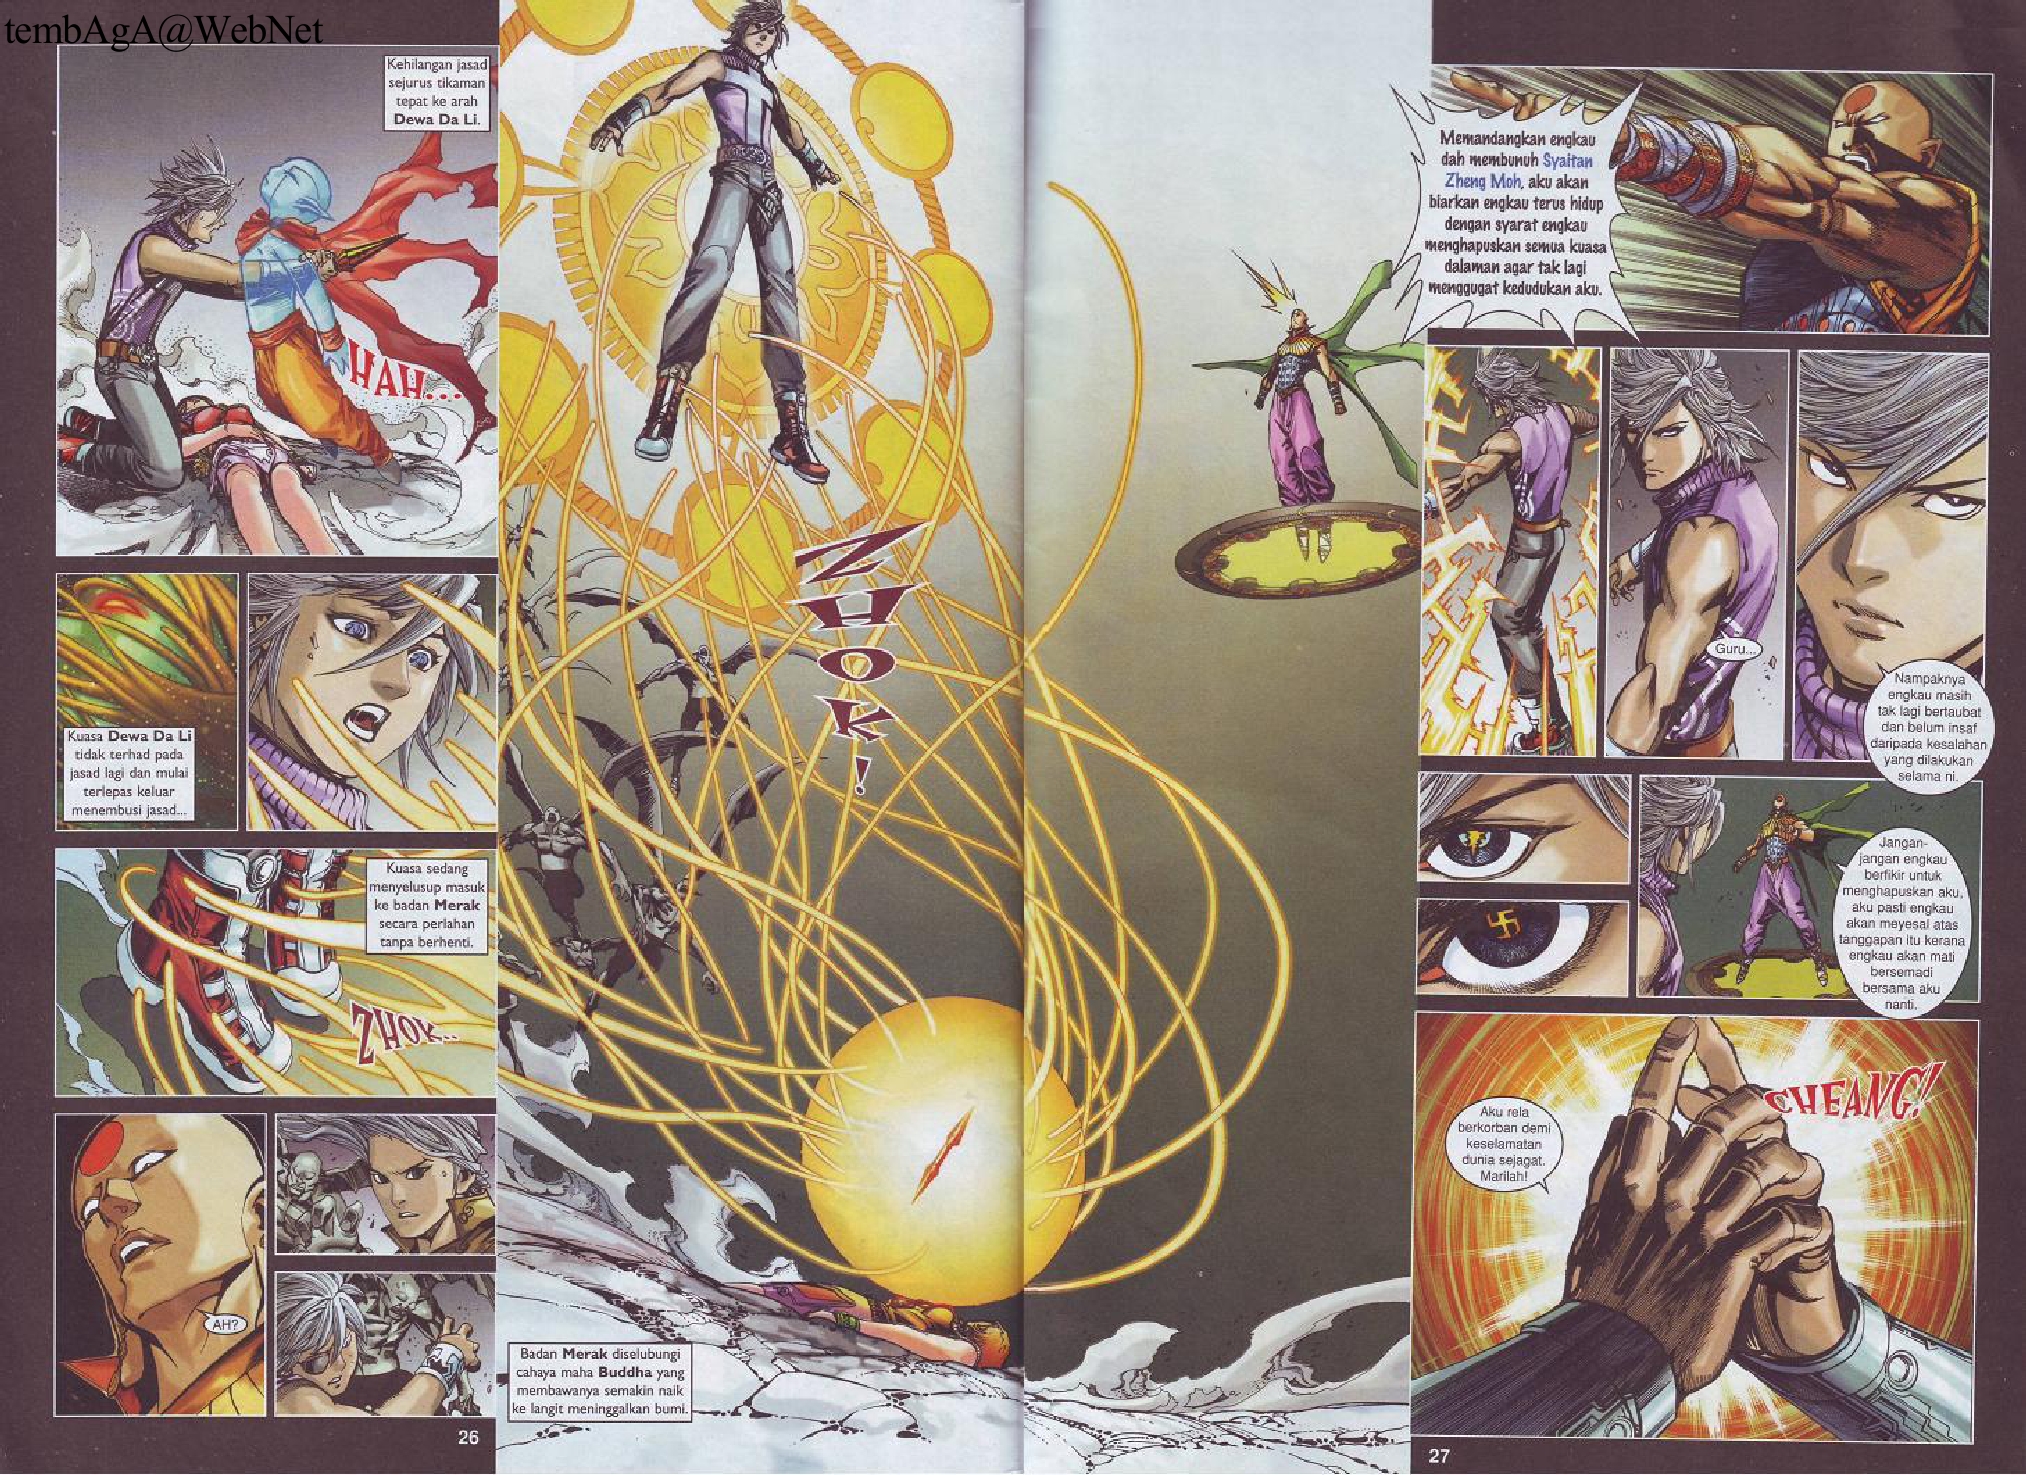 tembAgA@WebNet
Kehilangan jasad
sejurus tikaman
tepat ke arah
Dewa Da Li.
HAH...
Kuasa Dewa Da Li
tidak terhad pada
jasad lagi dan mulai
terlepas keluar
menembusi jasad...
Kuasa sedang
menyelusup masuk
ke badan Merak
secara perlahan
tanpa berhenti.
ZHOK..
AH?
26
ZHOK!
Badan Merak diselubungi
cahaya maha Buddha yang
membawanya semakin naik
ke langit meninggalkan bumi.
Memandangkan engkau
dah membunuh Syaitan
Zheng Moh, aku akan
biarkan engkau terus hidup
dengan syarat engkau
menghapuskan semua kuasa
dalaman agar tak lagi
menggugat kedudukan aku.
Guru...
Nampaknya
engkau masih
tak lagi bertaubat
dan belum insaf
daripada kesalahan
yang dilakukan
selama ni.
Jangan-
jangan engkau
berfikir untuk
menghapuskan aku,
aku pasti engkau
akan meyesal atas
tanggapan itu kerana
engkau akan mati
bersemadi
bersama aku
nanti.
CHEANG!
Aku rela
berkorban demi
keselamatan
dunia sejagat.
Marilah!
27